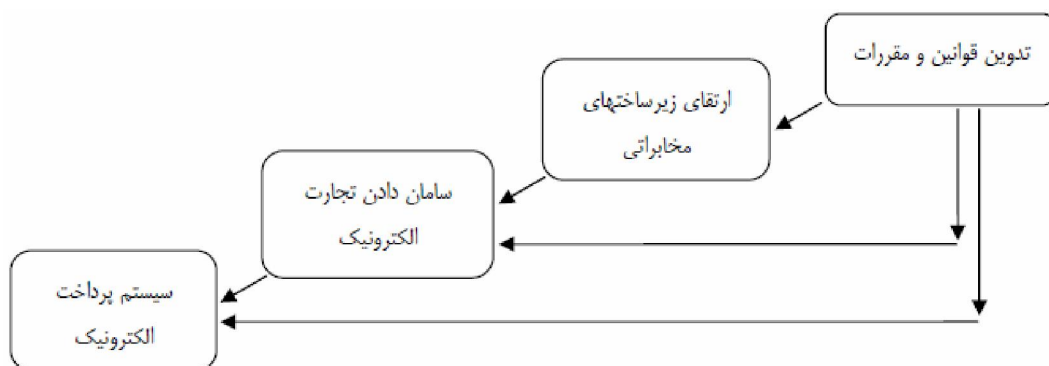 تدوین قوانین و مقررات
ارتقای زیرساختهای
مخابراتی
سامان دادن تجارت
الکترونیک
سیستم پرداخت
الکترونیک